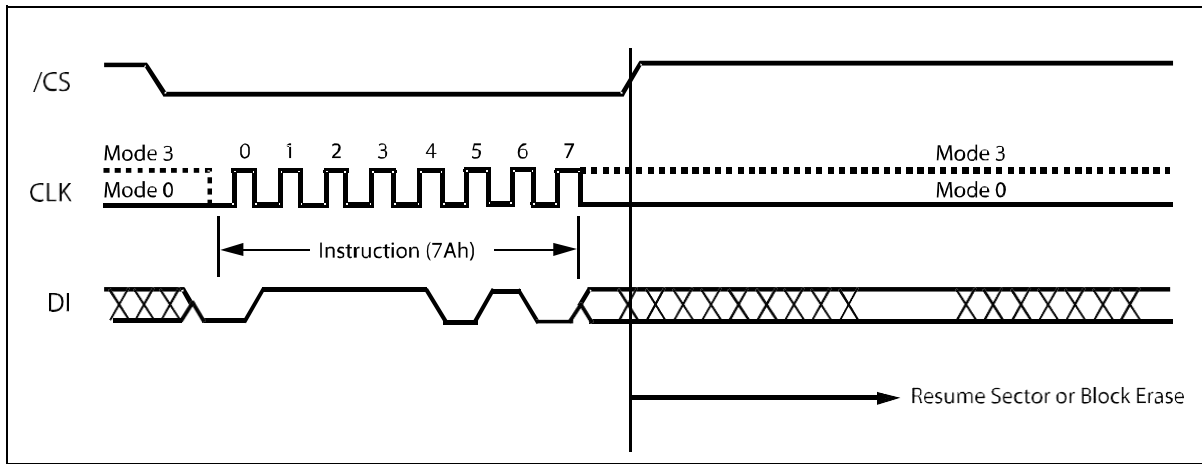 /CS
Mode 3
0 1 2 3 4 5 6 7
Mode 3
CLK
Mode 0
Mode 0
Instruction (7Ah)
DI
Resume Sector or Block Erase